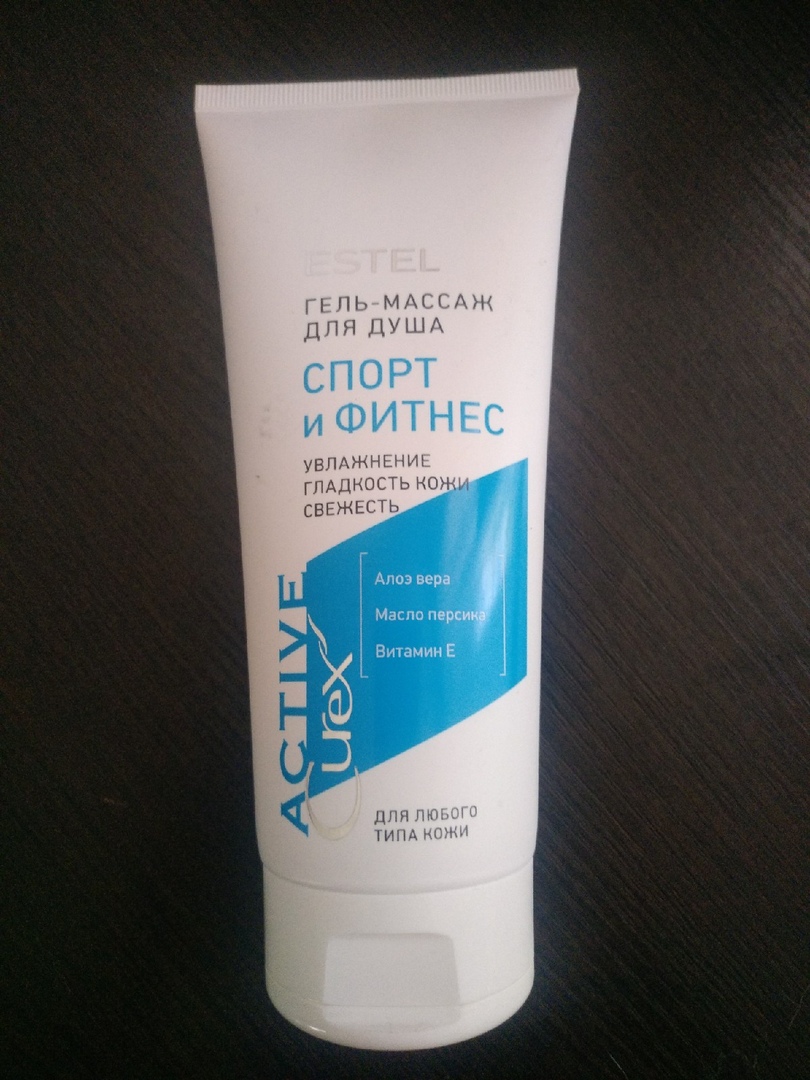 ESTEL
ГЕЛЬ-МАССАЖ
ДЛЯ ДУША
СПОРТ
и ФИТНЕС
УВЛАЖНЕНИЕ
ГЛАДКОСТЬ КОЖИ
СВЕЖЕСТЬ
Алоэ вера
Масло персика
Витамин Е
ACTIVE
Curex
ДЛЯ ЛЮБОГО
ТИПА КОЖИ